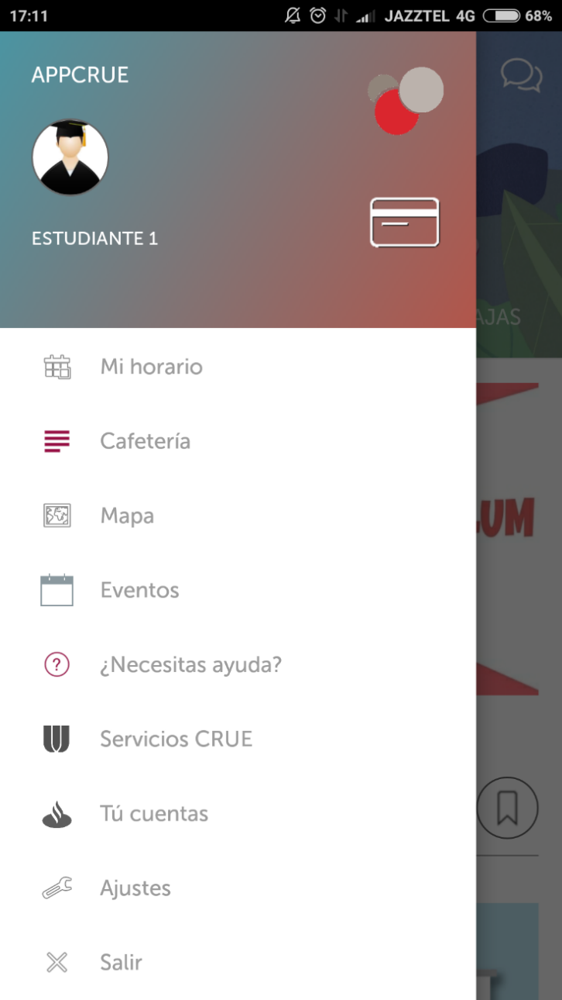 17:11 JAZZTEL 4G 68%
APPCRUE
ESTUDIANTE 1
AJAS
Mi horario
Cafetería
Mapa
LUM
Eventos
¿Necesitas ayuda?
Servicios CRUE
Tú cuentas
Ajustes
Salir